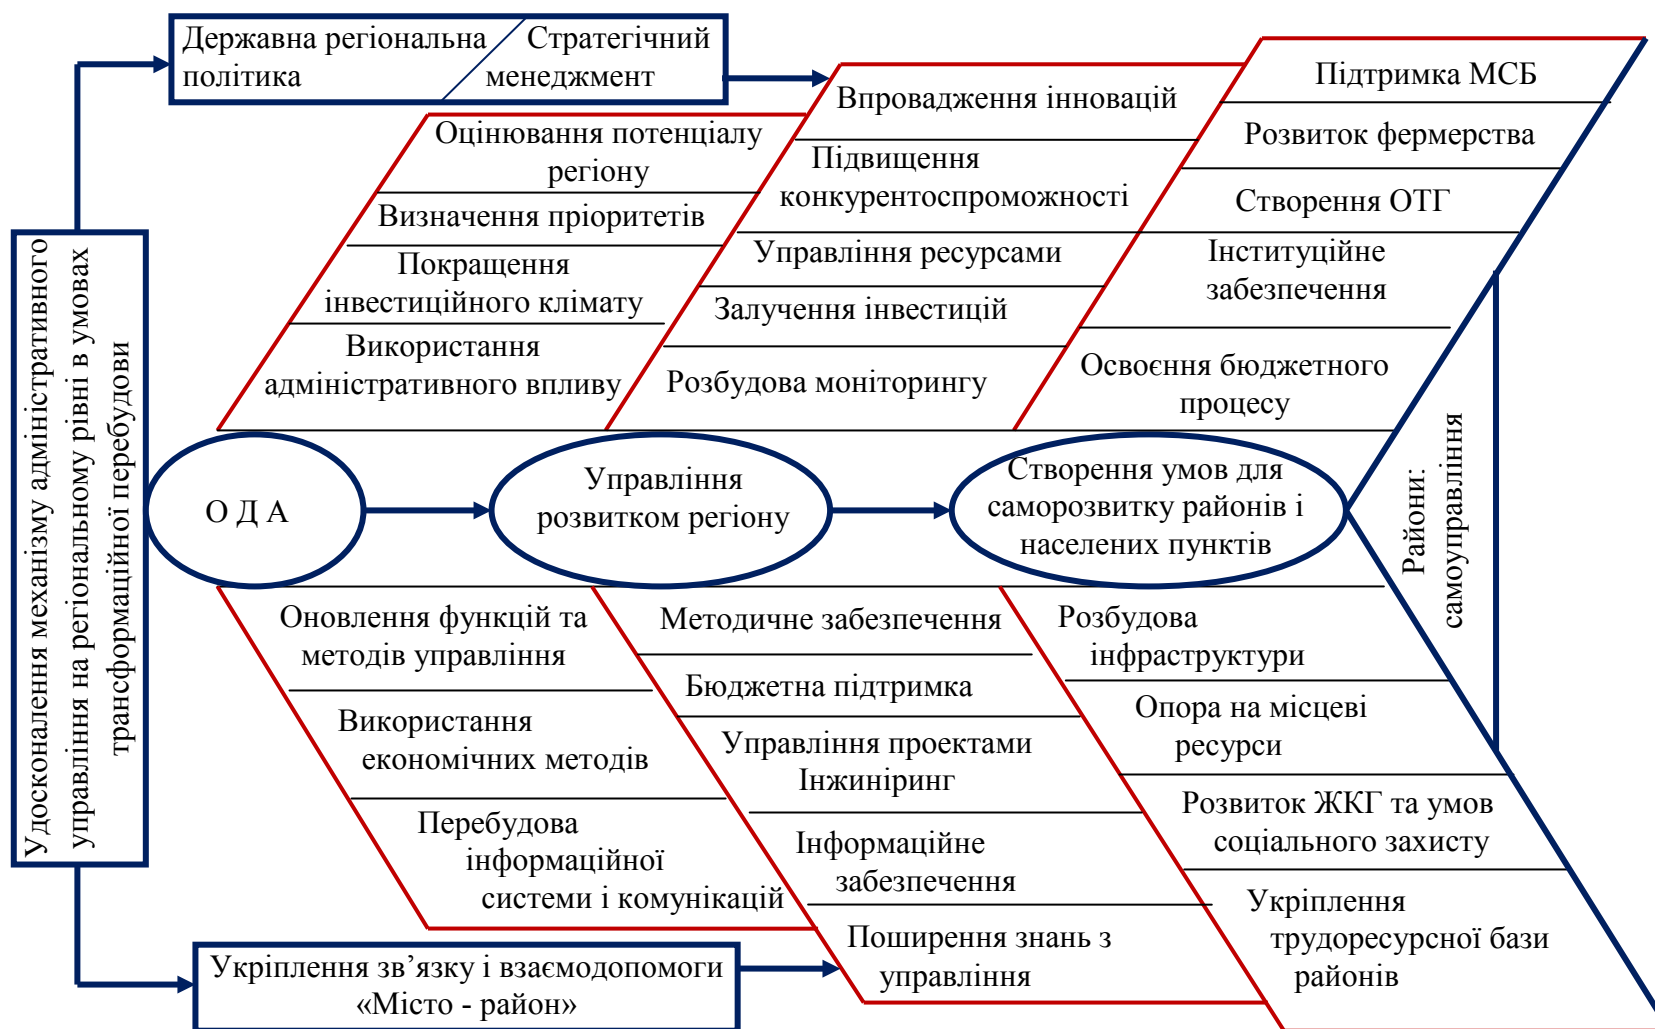 Державна регіональна
політика
Стратегічний
менеджмент
Удосконалення механізму адміністративного
управління на регіональному рівні в умовах
трансформаційної перебудови
Оцінювання потенціалу
регіону
Визначення пріоритетів
Покращення
інвестиційного клімату
Використання
адміністративного впливу
Впровадження інновацій
Підвищення
конкурентоспроможності
Управління ресурсами
Залучення інвестицій
Розбудова моніторингу
Підтримка МСБ
Розвиток фермерства
Створення ОТГ
Інституційне
забезпечення
Освоєння бюджетного
процесу
О Д А
Управління
розвитком регіону
Створення умов для
саморозвитку районів і
населених пунктів
Райони:
самоуправління
Оновлення функцій та
методів управління
Використання
економічних методів
Перебудова
інформаційної
системи і комунікацій
Методичне забезпечення
Бюджетна підтримка
Управління проектами
Інжиніринг
Інформаційне
забезпечення
Поширення знань з
управління
Розбудова
інфраструктури
Опора на місцеві
ресурси
Розвиток ЖКГ та умов
соціального захисту
Укріплення
трудоресурсної бази
районів
Укріплення зв’язку і взаємодопомоги
«Місто - район»